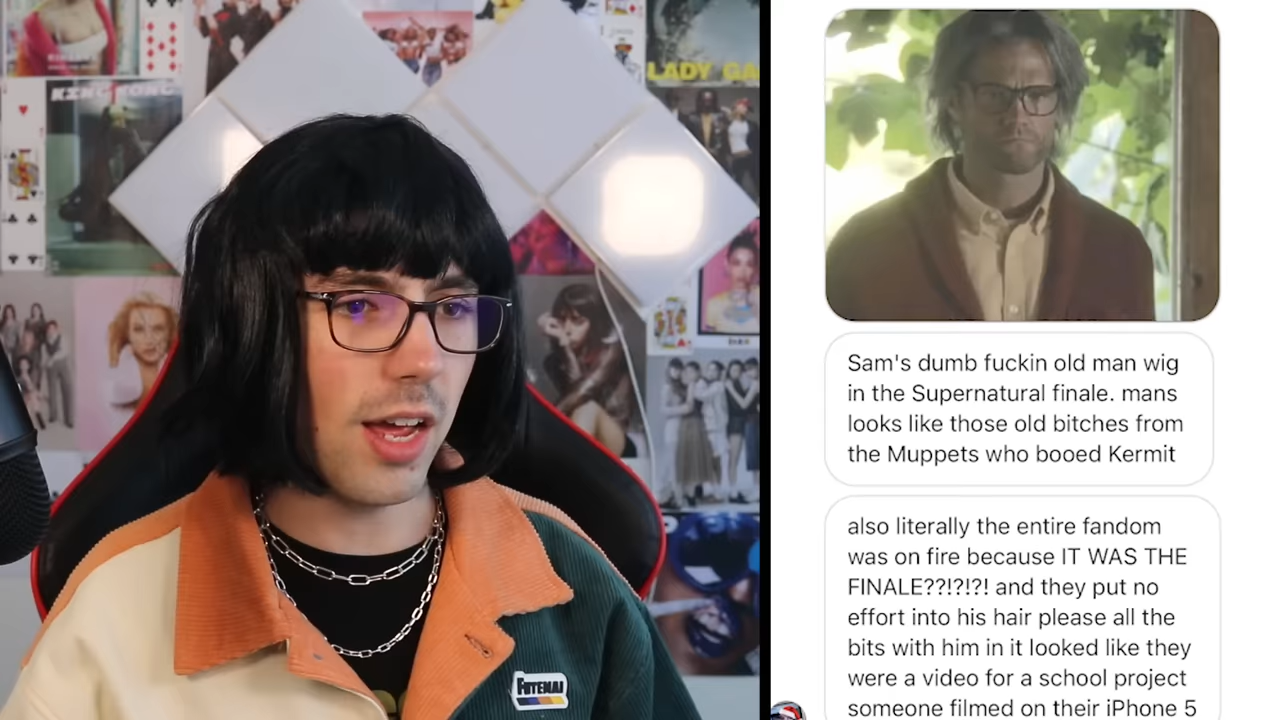 KING KONG
LADY GA
FUTENAJ
Sam's dumb fuckin old man wig
in the Supernatural finale. mans
looks like those old bitches from
the Muppets who booed Kermit
also literally the entire fandom
was on fire because IT WAS THE
FINALE??!?!?! and they put no
effort into his hair please all the
bits with him in it looked like they
were a video for a school project
someone filmed on their iPhone 5